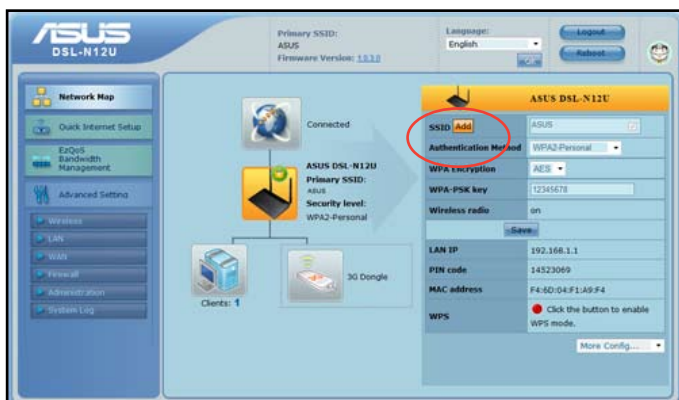 ASUS
DSL-N12U
Primary SSID:
ASUS
Firmware Version: 1.0.3.0
Language:
English
Logout
Reboot
Network Map
Quick Internet Setup
EzQoS
Bandwidth
Management
Advanced Setting
Wireless
LAN
WAN
Firewall
Administration
System Log
Connected
ASUS DSL-N12U
Primary SSID:
ASUS
Security level:
WPA2-Personal
Clients: 1
3G Dongle
ASUS DSL-N12U
SSID Add ASUS
Authentication Method WPA2-Personal
WPA Encryption AES
WPA-PSK key 12345678
Wireless radio on
Save
LAN IP 192.168.1.1
PIN code 14523069
MAC address F4:6D:04:F1:A9:F4
WPS Click the button to enable
WPS mode.
More Config...